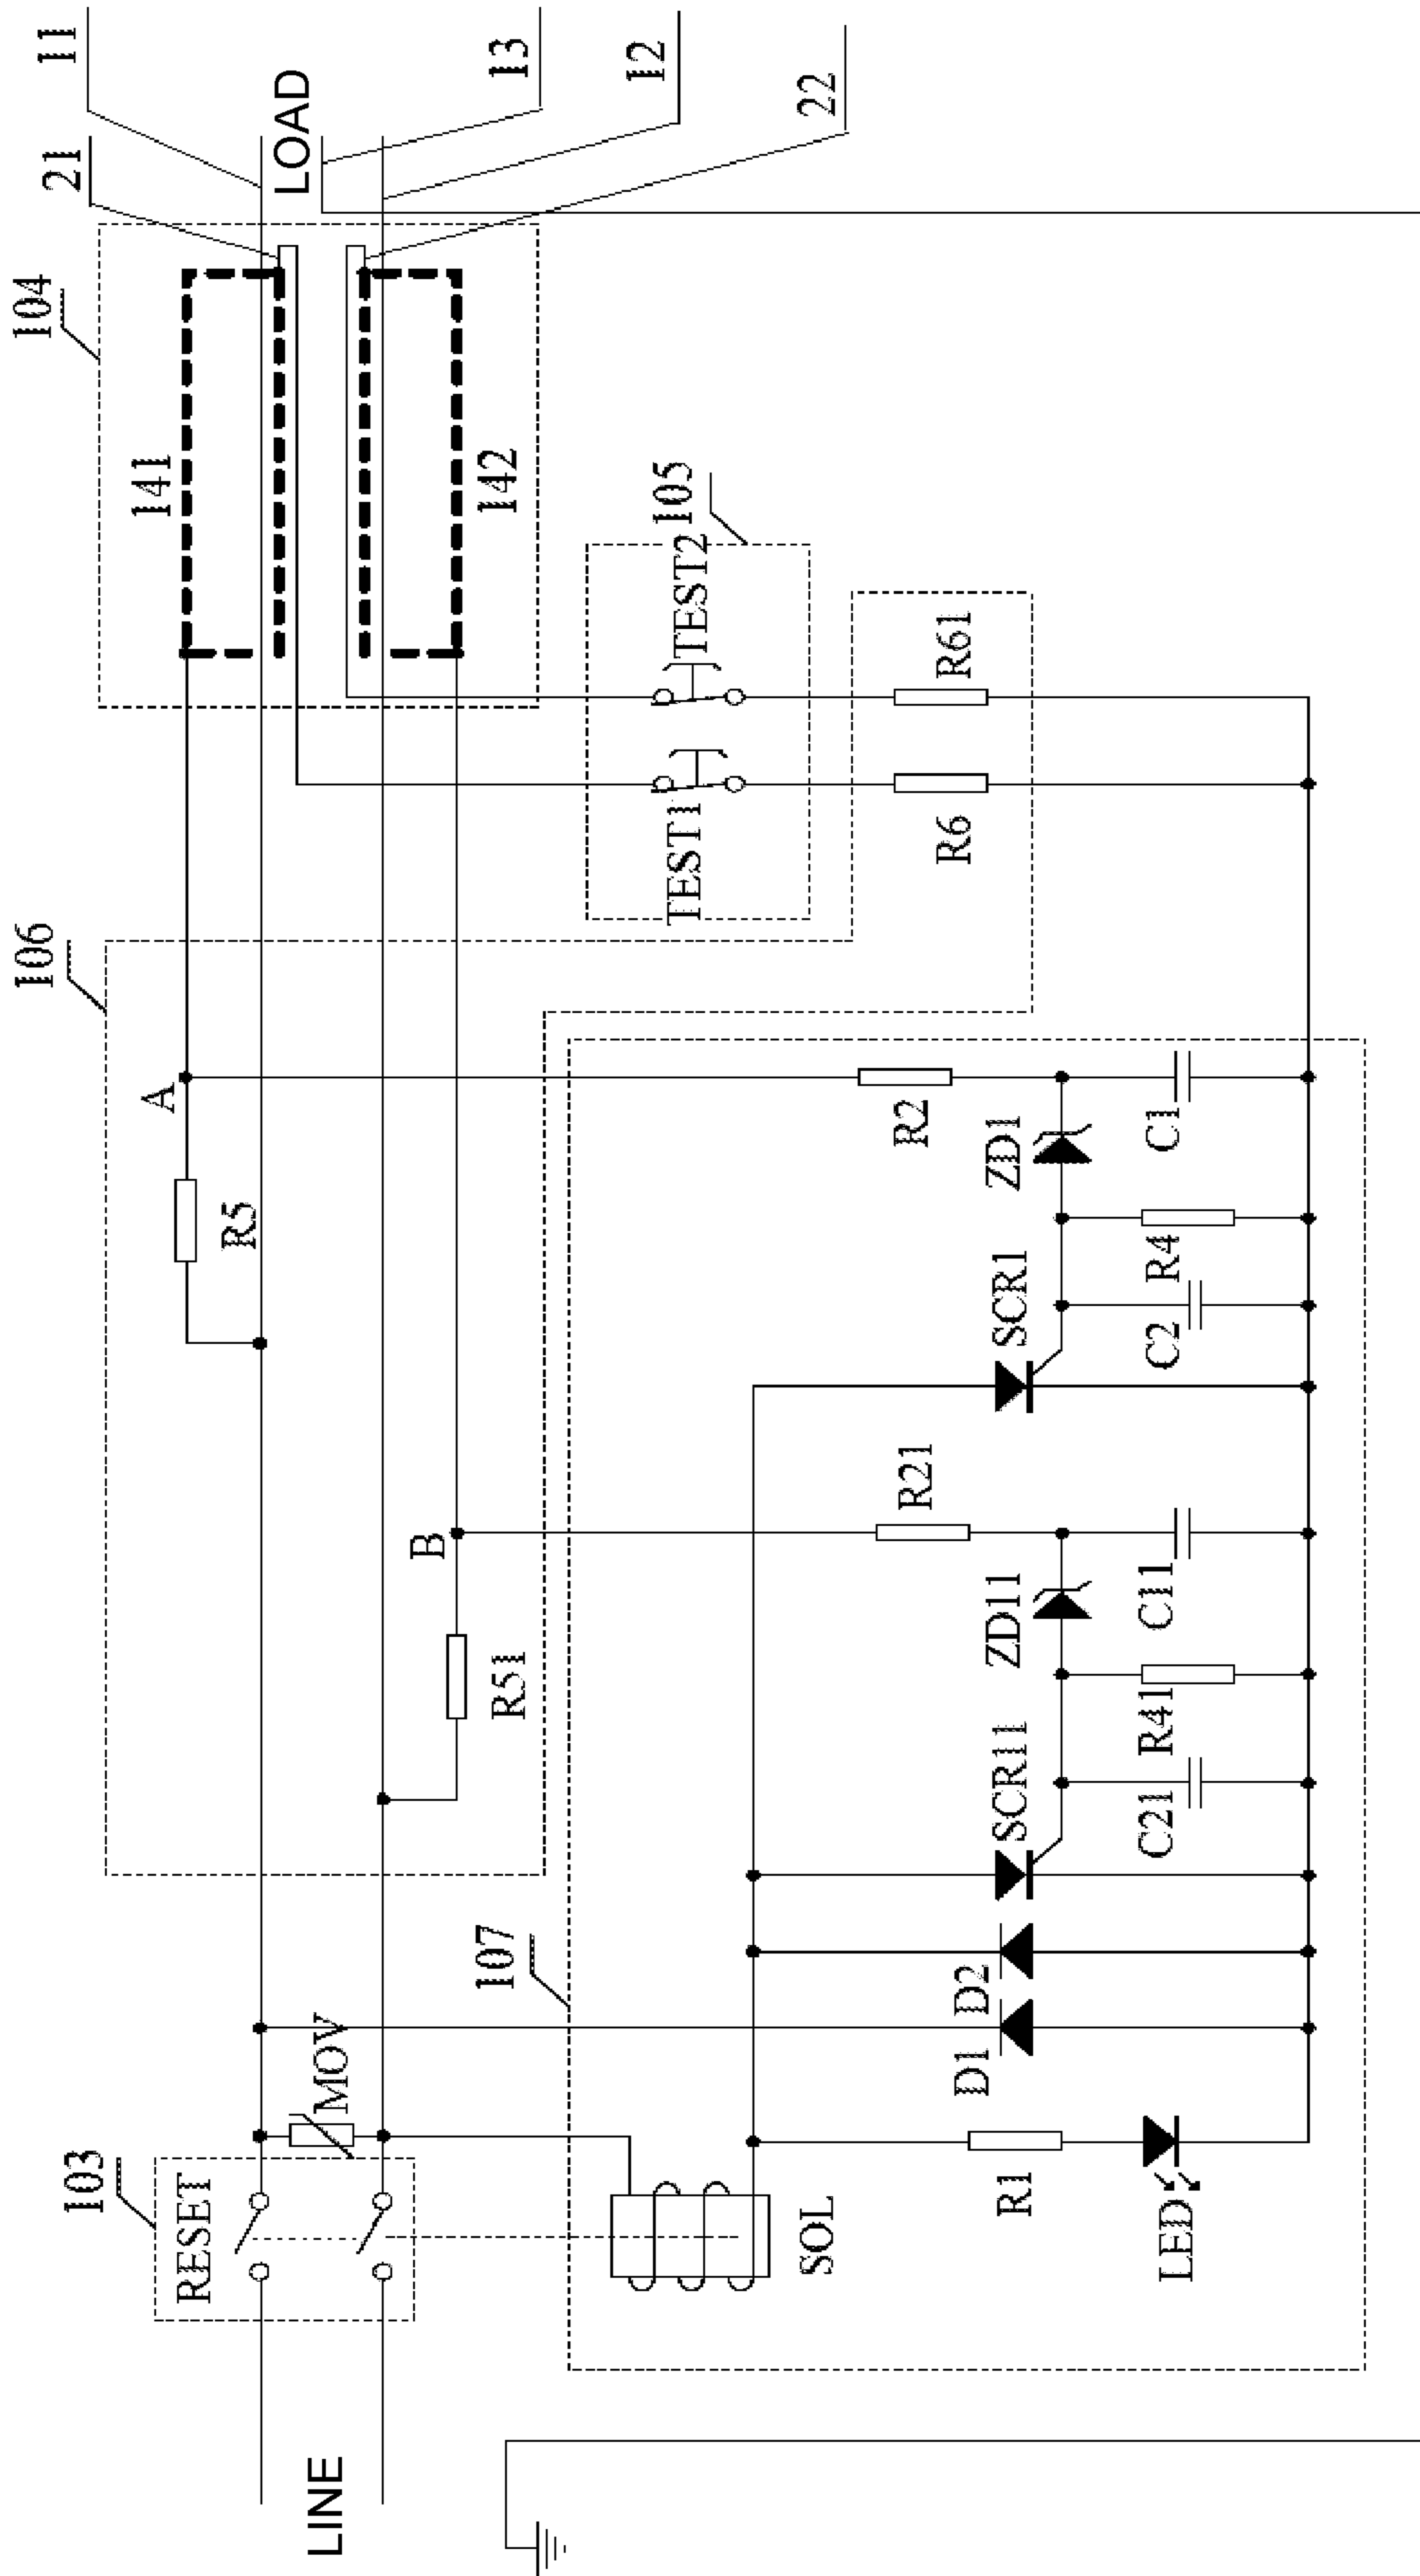 11
LOAD
13
12
22
21
104
141
142
105
TEST2
TEST1
R61
R6
106
A
R5
R2
ZD1
C1
SCR1
R4
C2
B
R51
R21
ZD11
C11
SCR11
R41
C21
107
D2
D1
MOV
103
RESET
SOL
R1
LED
LINE